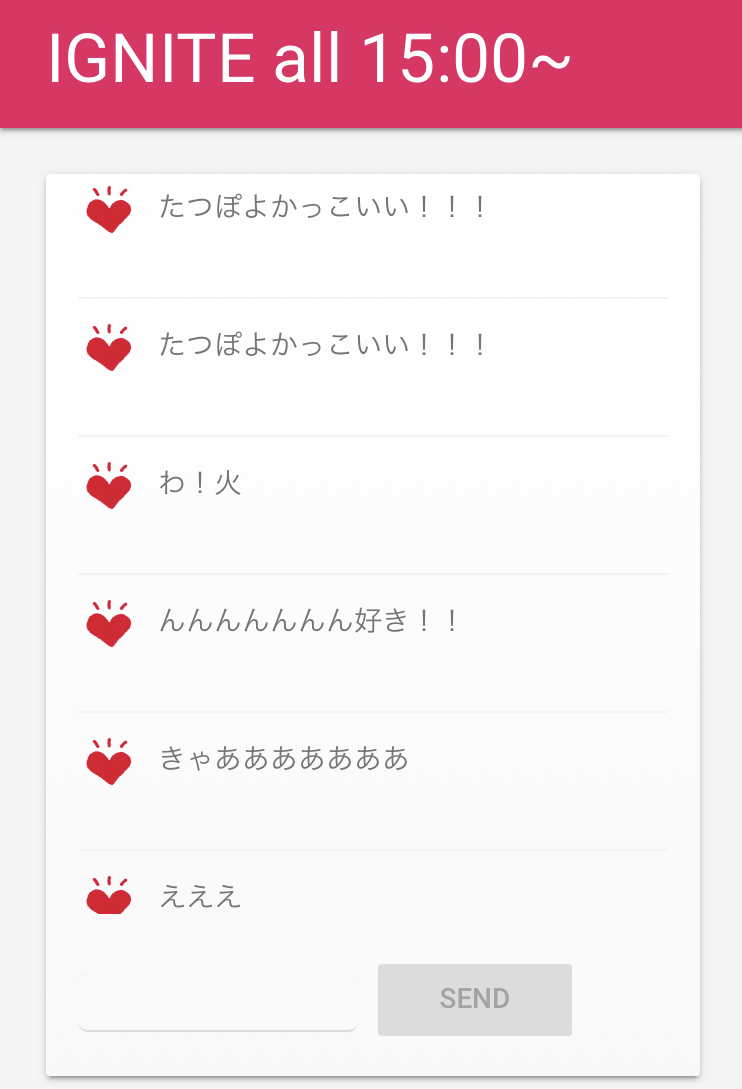 IGNITE all 15:00~
たつぽよかっこいい！！！
たつぽよかっこいい！！！
わ！火
んんんんんんん好き！！
きゃあああああああ
えええ
SEND